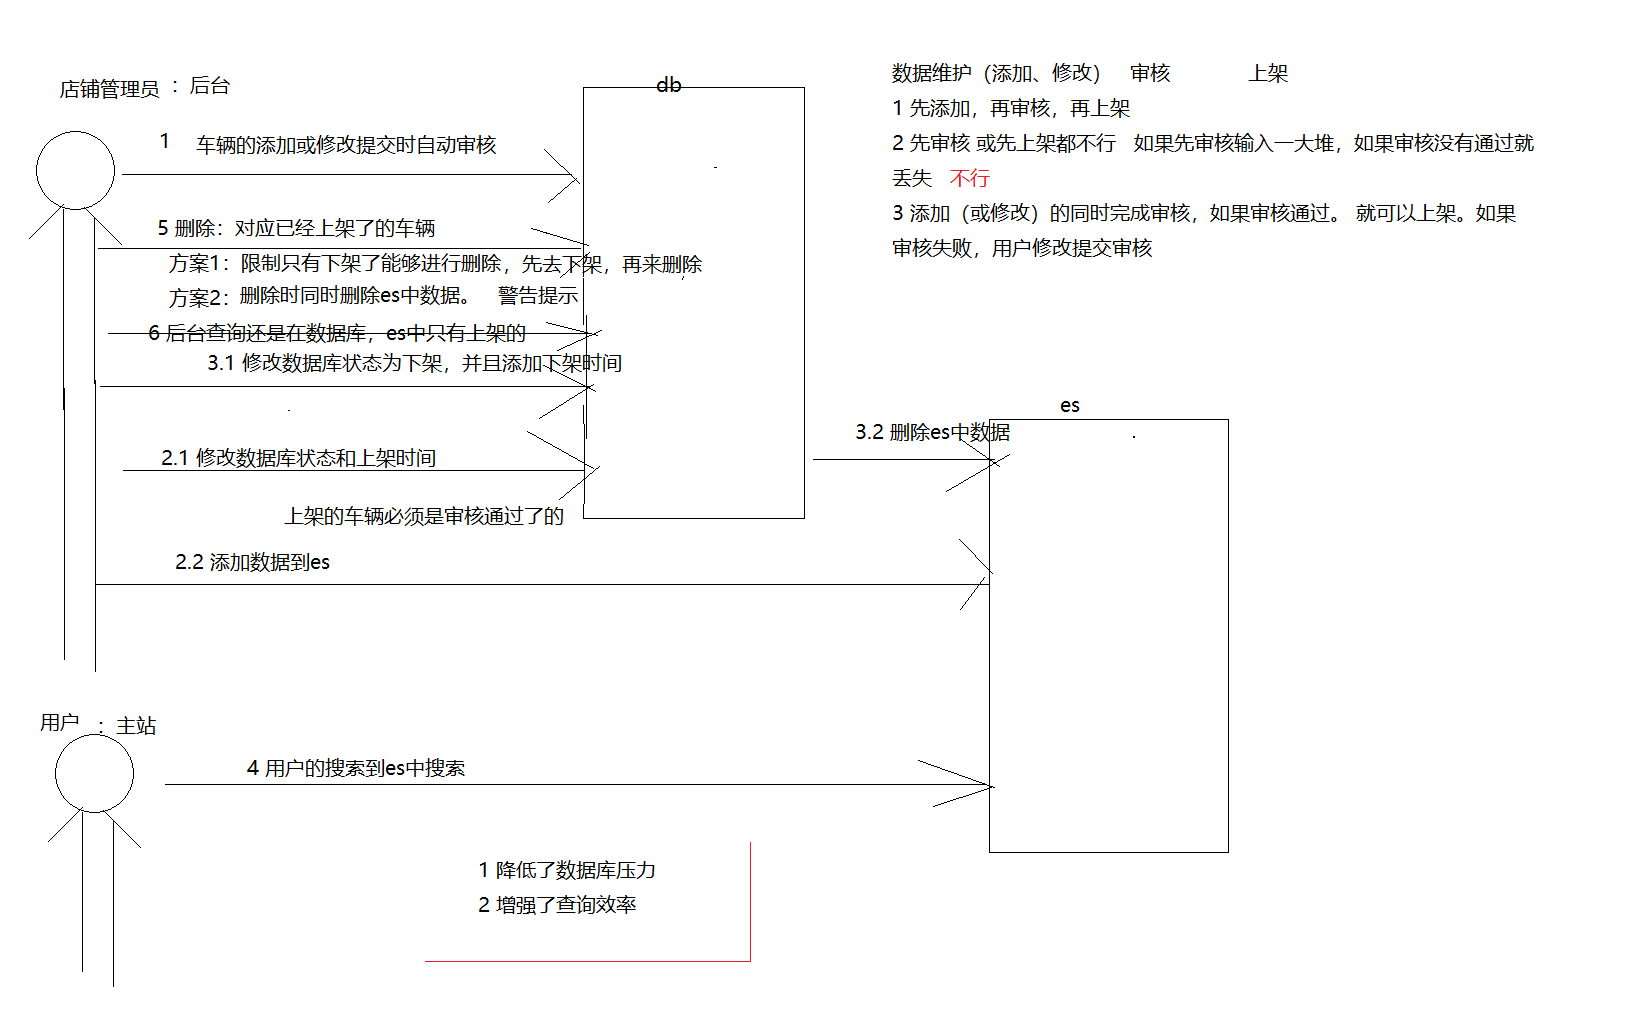 店铺管理员 ：后台
db
1 车辆的添加或修改提交时自动审核
5 删除：对应已经上架了的车辆
方案1：限制只有下架了能够进行删除，先去下架，再来删除
方案2：删除时同时删除es中数据。 警告提示
6 后台查询还是在数据库，es中只有上架的
3.1 修改数据库状态为下架，并且添加下架时间
2.1 修改数据库状态和上架时间
上架的车辆必须是审核通过了的
2.2 添加数据到es
数据维护（添加、修改） 审核 上架
1 先添加，再审核，再上架
2 先审核 或先上架都不行 如果先审核输入一大堆，如果审核没有通过就
丢失 不行
3 添加（或修改）的同时完成审核，如果审核通过。 就可以上架。如果
审核失败，用户修改提交审核
es
3.2 删除es中数据
用户 ：主站
4 用户的搜索到es中搜索
1 降低了数据库压力
2 增强了查询效率